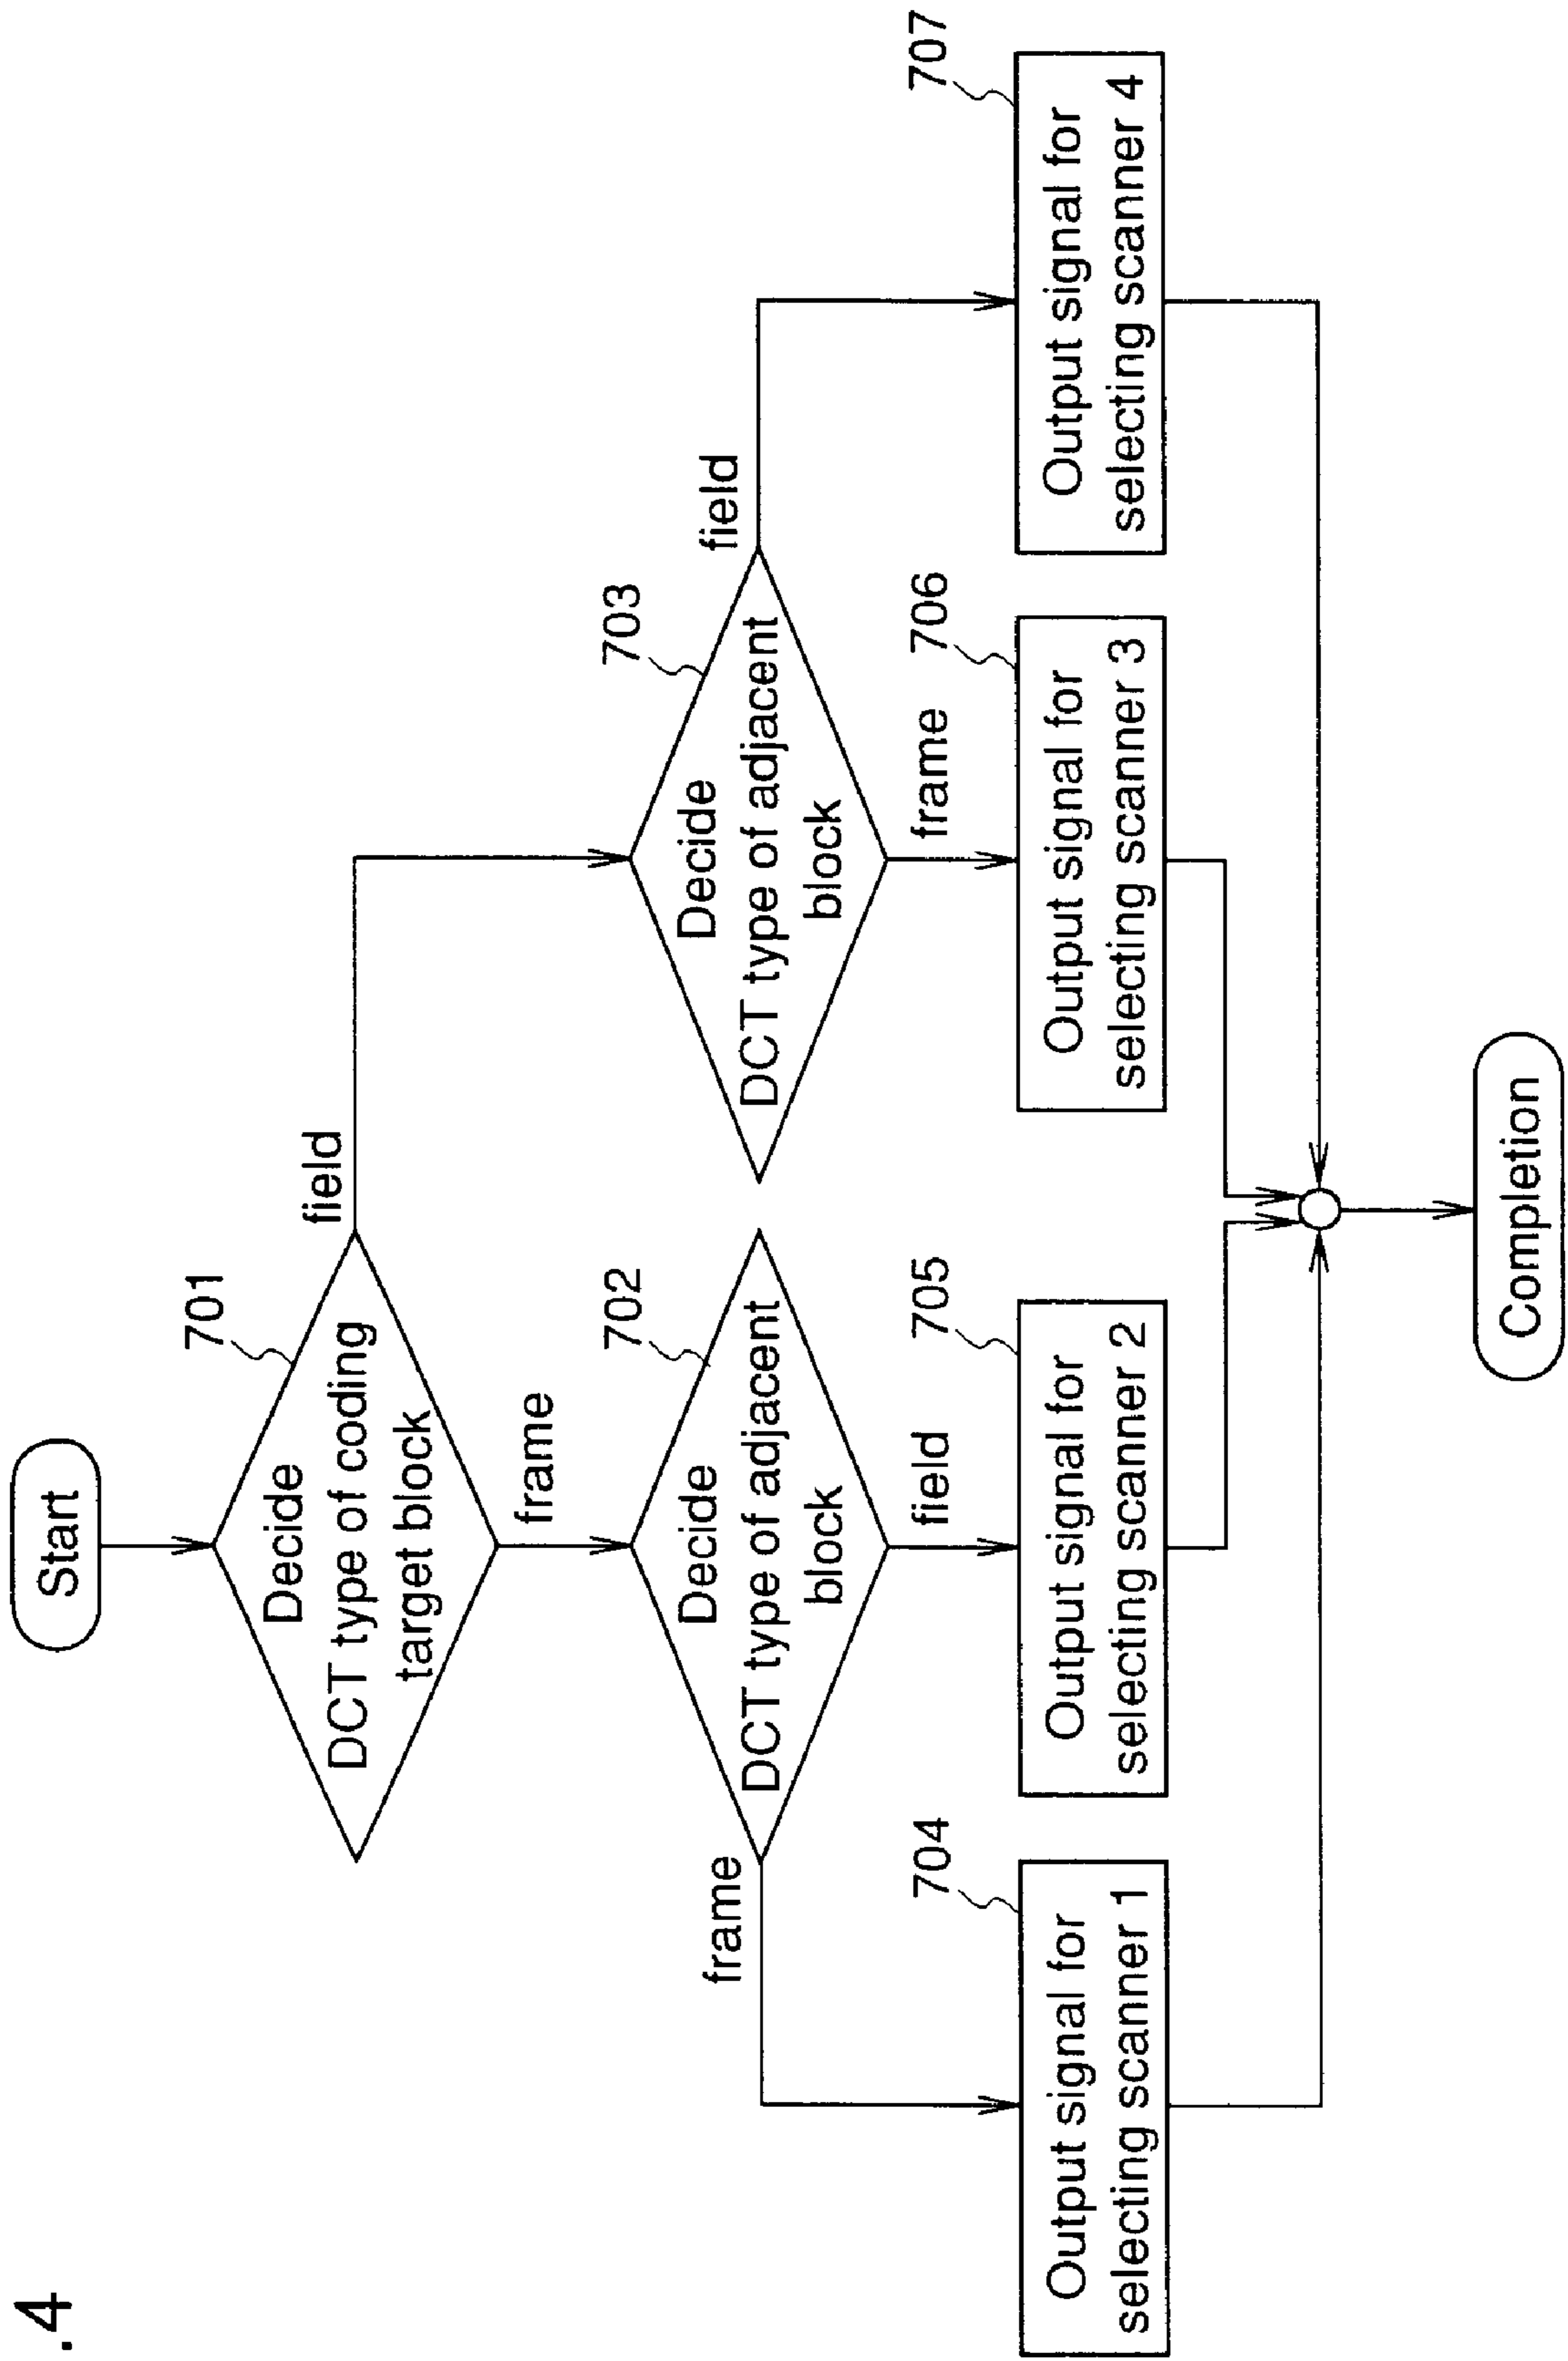 .4
Start
701
Decide
DCT type of coding
target block
field
frame
702
Decide
DCT type of adjacent
block
703
Decide
DCT type of adjacent
block
frame
field
frame
field
704
Output signal for
selecting scanner 1
705
Output signal for
selecting scanner 2
706
Output signal for
selecting scanner 3
707
Output signal for
selecting scanner 4
Completion